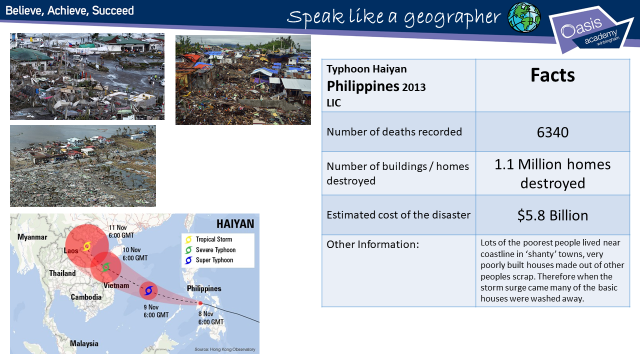 Believe, Achieve, Succeed
Speak like a geographer
Oasis
academy
Typhoon Haiyan
Philippines 2013
LIC
Facts
Number of deaths recorded
6340
Number of buildings / homes
destroyed
1.1 Million homes
destroyed
Estimated cost of the disaster
$5.8 Billion
Other Information:
Lots of the poorest people lived near
coastline in ‘shanty’ towns, very
poorly built houses made out of other
peoples scrap. Therefore when the
storm surge came many of the basic
houses were washed away.
HAIYAN
Tropical Storm
Severe Typhoon
Super Typhoon
11 Nov
6:00 GMT
Myanmar
Laos
10 Nov
6:00 GMT
Thailand
Vietnam
Philippines
Cambodia
9 Nov
6:00 GMT
8 Nov
6:00 GMT
Malaysia
Source: Hong Kong Observatory